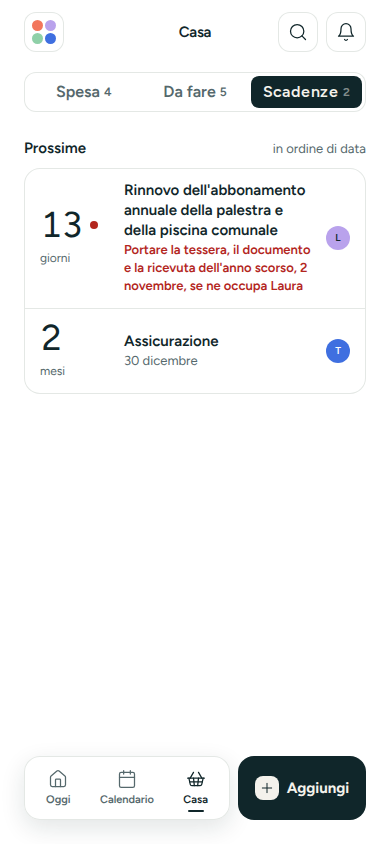 Casa
Spesa 4
Da fare 5
Scadenze 2
Prossime
in ordine di data
13
giorni
Rinnovo dell'abbonamento
annuale della palestra e
della piscina comunale
Portare la tessera, il documento
e la ricevuta dell'anno scorso, 2
novembre, se ne occupa Laura
L
2
mesi
Assicurazione
30 dicembre
T
Oggi
Calendario
Casa
Aggiungi